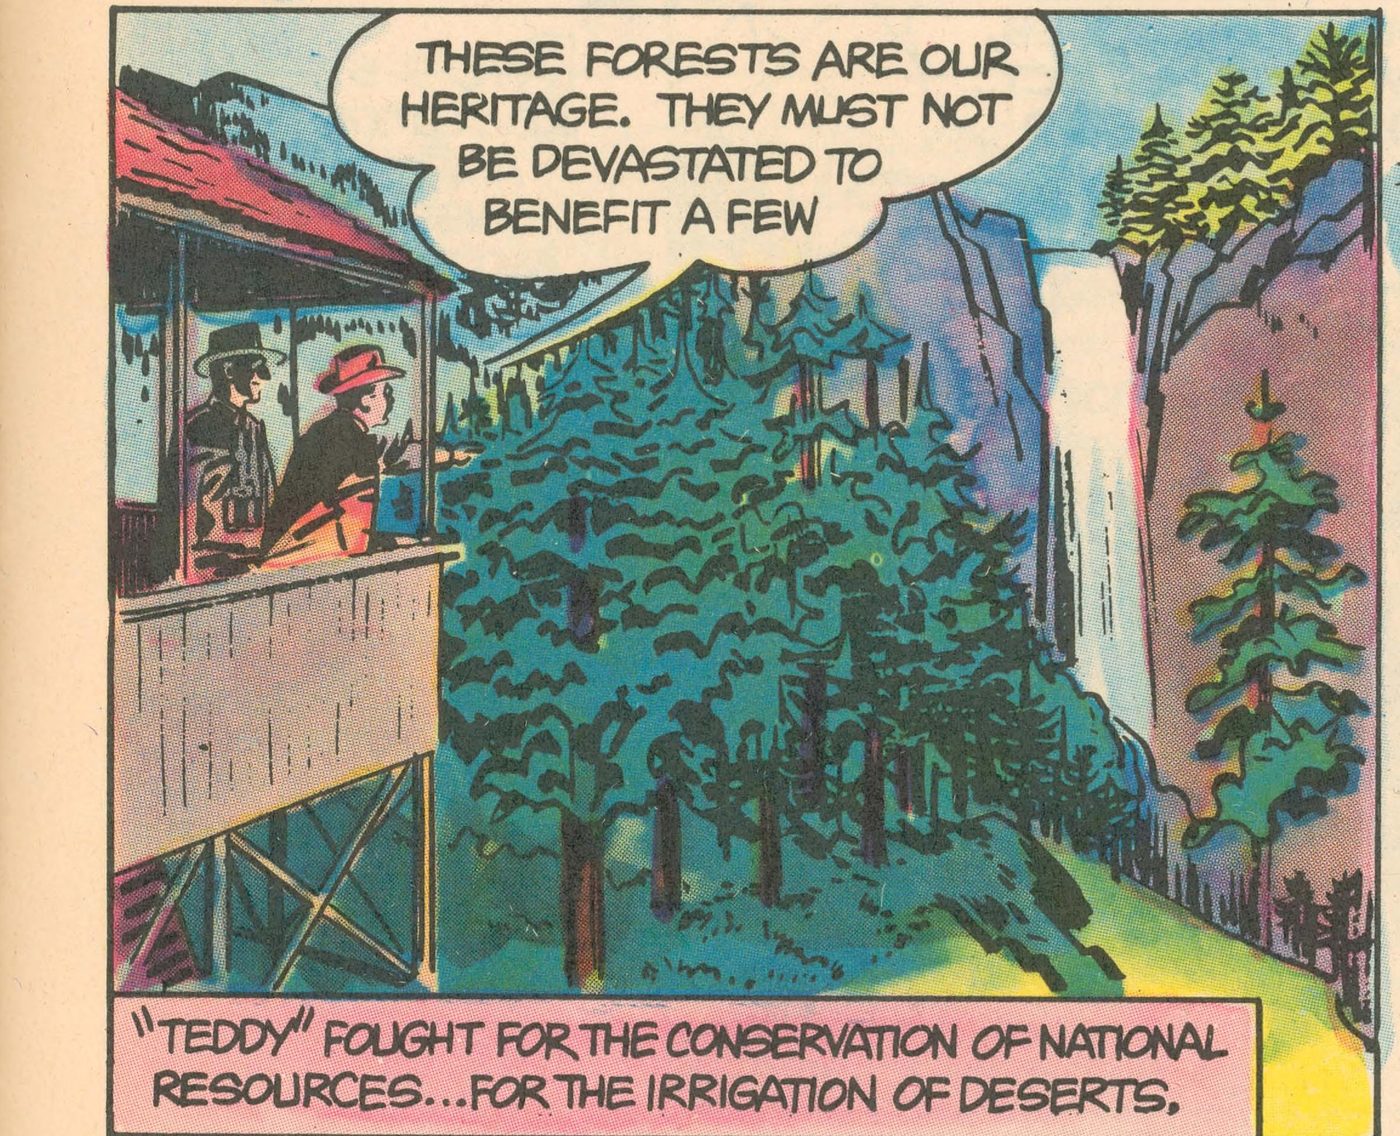 THESE FORESTS ARE OUR
HERITAGE. THEY MUST NOT
BE DEVASTATED TO
BENEFIT A FEW
"TEDDY" FOUGHT FOR THE CONSERVATION OF NATIONAL
RESOURCES...FOR THE IRRIGATION OF DESERTS.